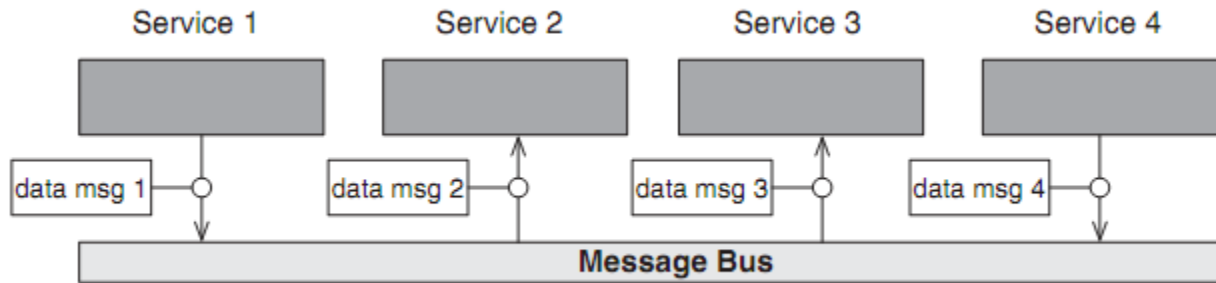 Service 1
Service 2
Service 3
Service 4
data msg 1
data msg 2
data msg 3
data msg 4
Message Bus